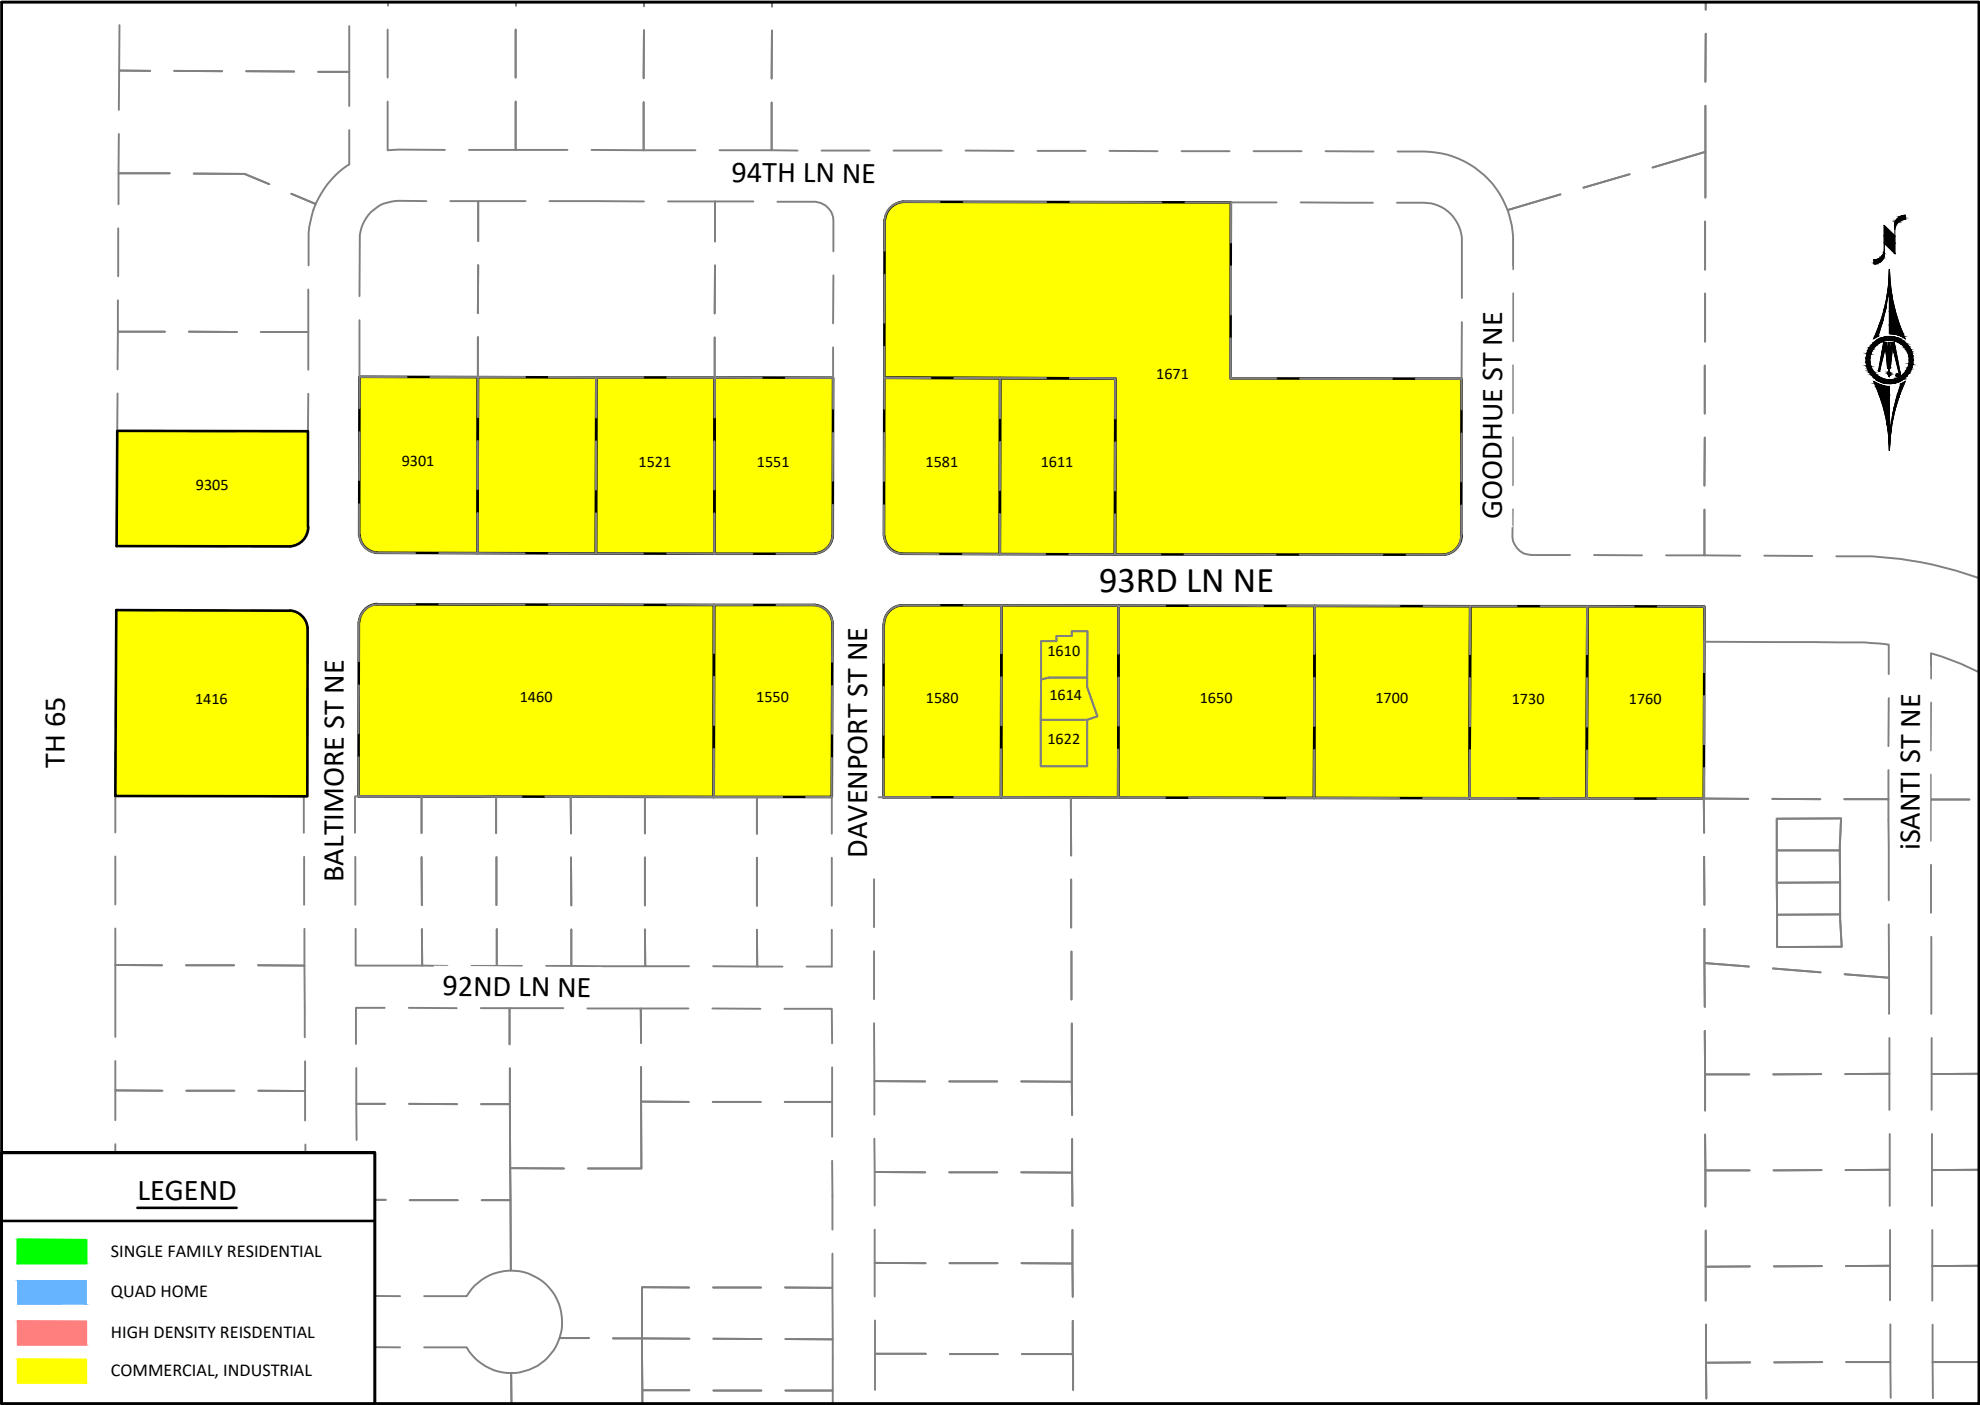 94TH LN NE
N
GOODHUE ST NE
1671
9301
1521
1551
1581
1611
9305
93RD LN NE
TH 65
1416
BALTIMORE ST NE
1460
1550
DAVENPORT ST NE
1580
1610
1614
1622
1650
1700
1730
1760
iSANTI ST NE
92ND LN NE
LEGEND
SINGLE FAMILY RESIDENTIAL
QUAD HOME
HIGH DENSITY REISDENTIAL
COMMERCIAL, INDUSTRIAL